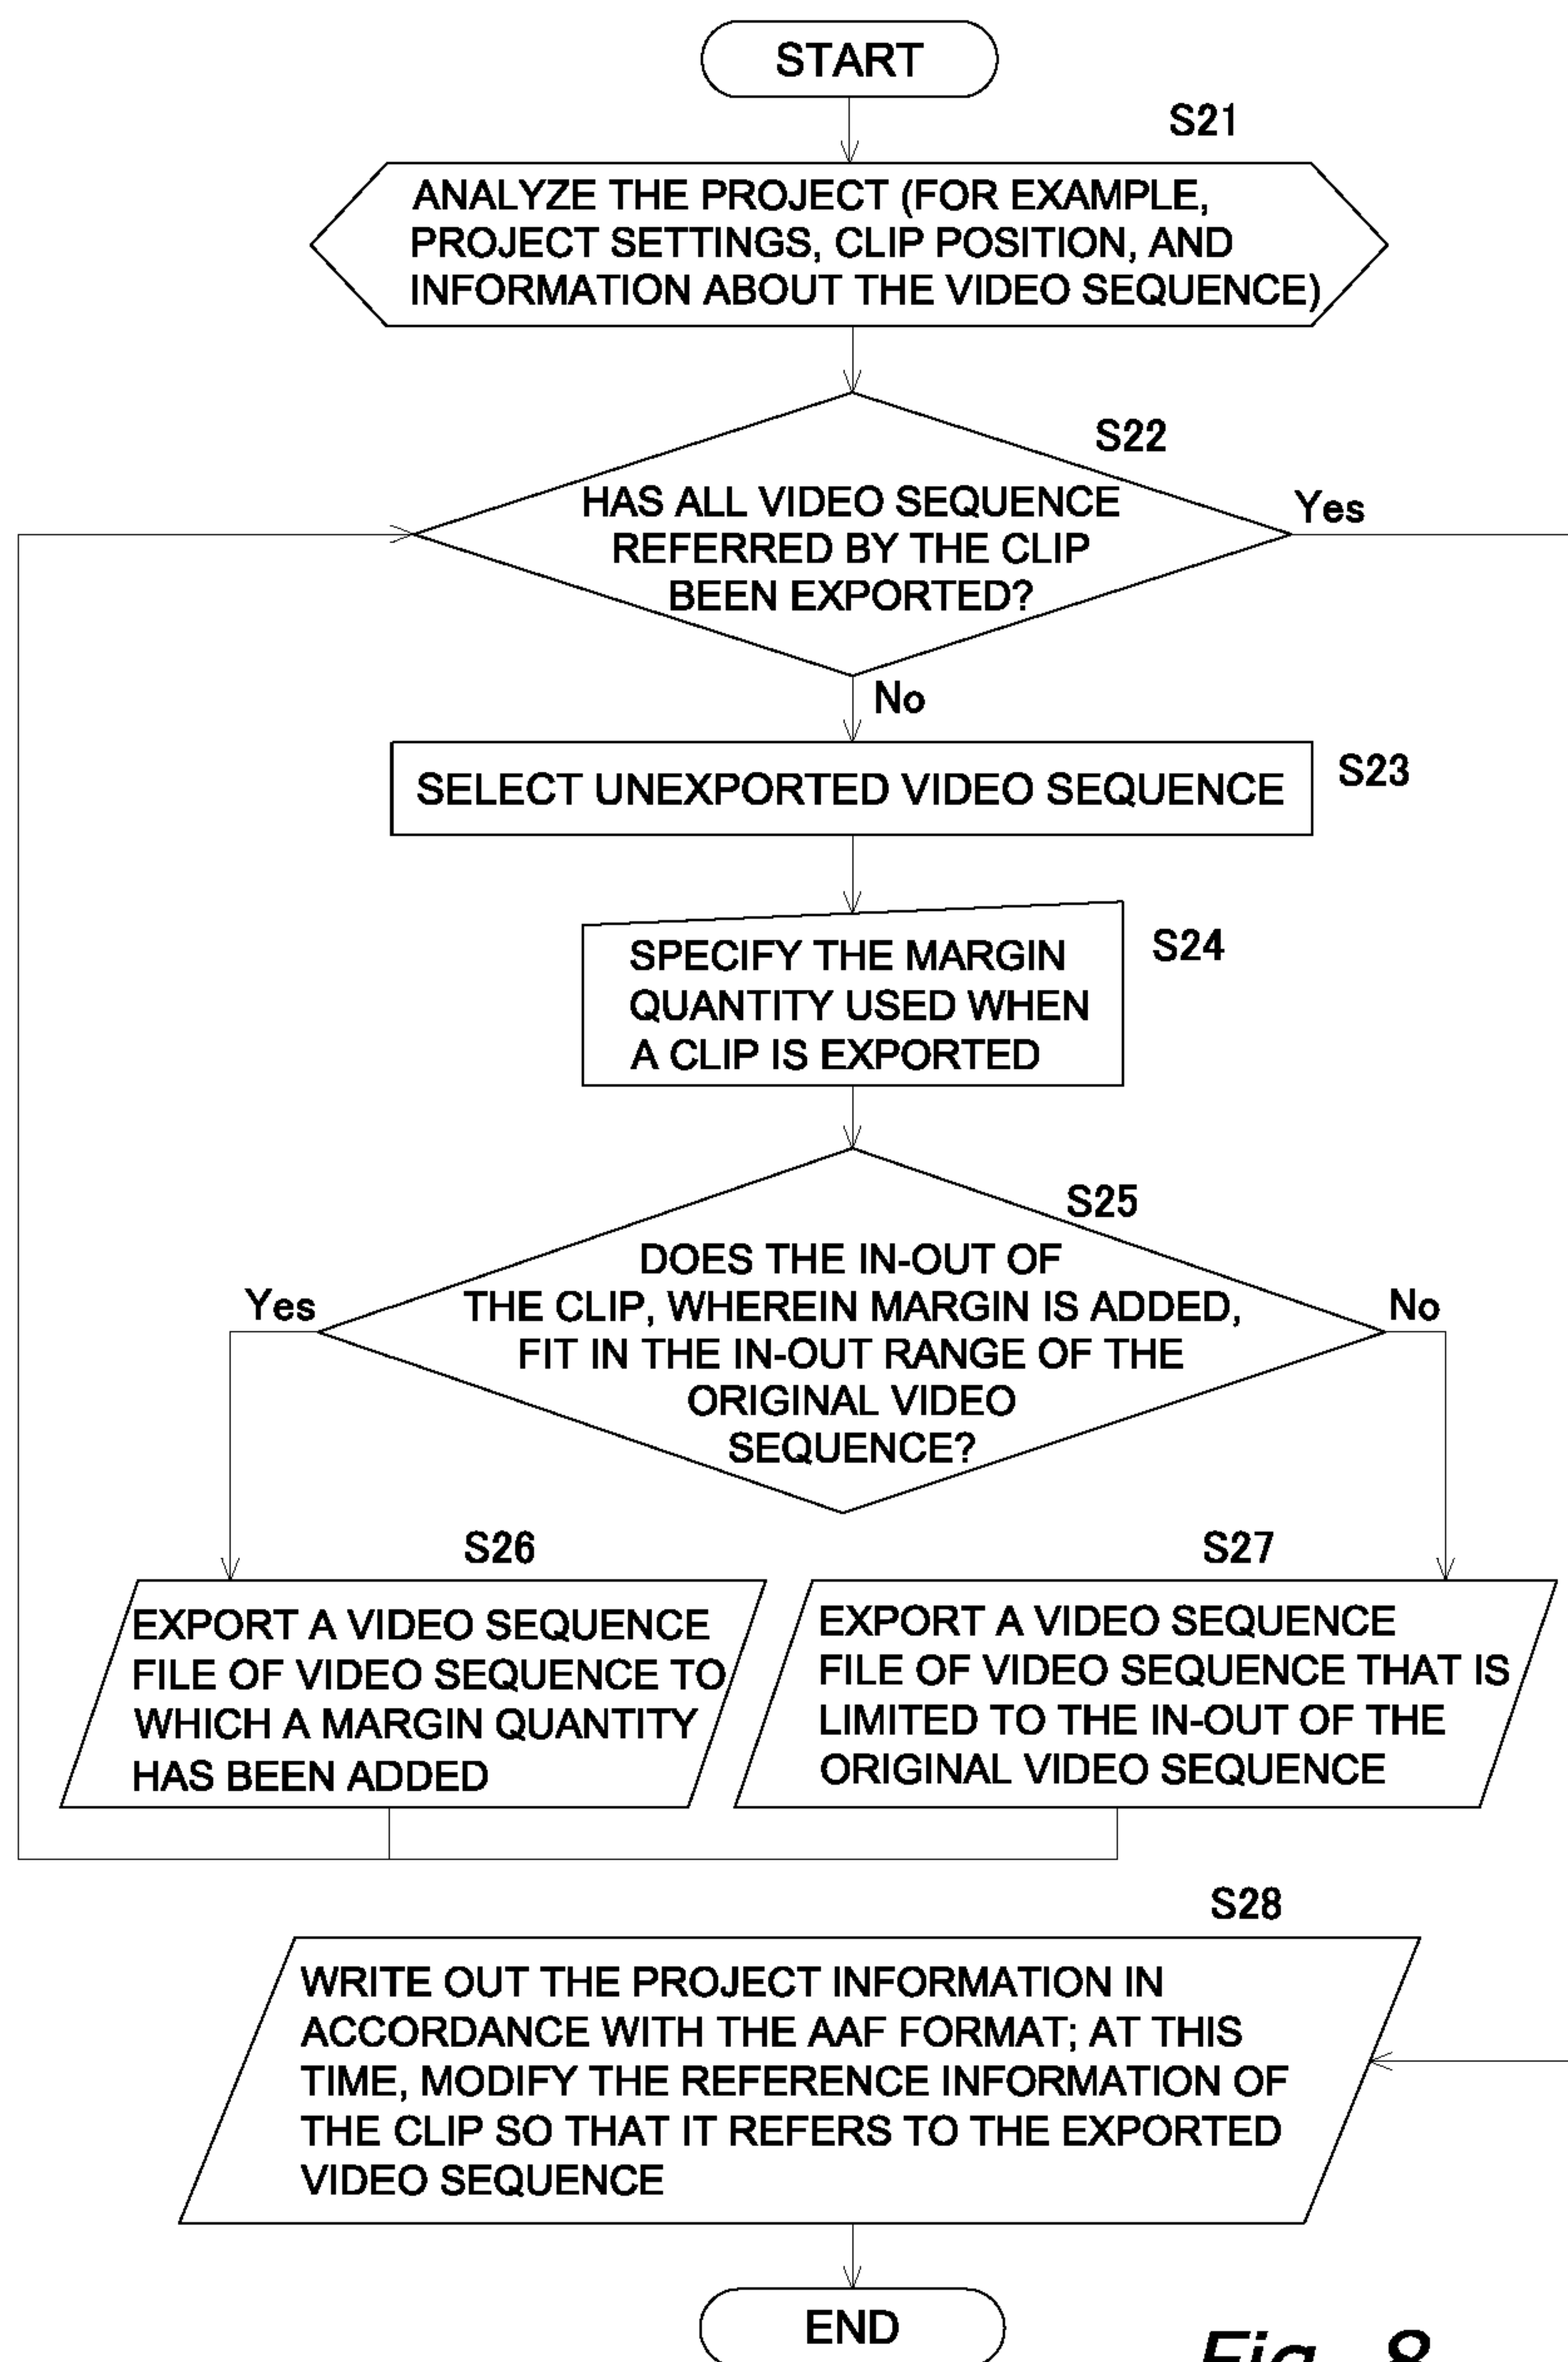 START
S21
ANALYZE THE PROJECT (FOR EXAMPLE,
PROJECT SETTINGS, CLIP POSITION, AND
INFORMATION ABOUT THE VIDEO SEQUENCE)
S22
HAS ALL VIDEO SEQUENCE
REFERRED BY THE CLIP
BEEN EXPORTED?
Yes
No
SELECT UNEXPORTED VIDEO SEQUENCE
S23
SPECIFY THE MARGIN
QUANTITY USED WHEN
A CLIP IS EXPORTED
S24
S25
DOES THE IN-OUT OF
THE CLIP, WHEREIN MARGIN IS ADDED,
FIT IN THE IN-OUT RANGE OF THE
ORIGINAL VIDEO
SEQUENCE?
Yes
No
S26
EXPORT A VIDEO SEQUENCE
FILE OF VIDEO SEQUENCE TO
WHICH A MARGIN QUANTITY
HAS BEEN ADDED
S27
EXPORT A VIDEO SEQUENCE
FILE OF VIDEO SEQUENCE THAT IS
LIMITED TO THE IN-OUT OF THE
ORIGINAL VIDEO SEQUENCE
S28
WRITE OUT THE PROJECT INFORMATION IN
ACCORDANCE WITH THE AAF FORMAT; AT THIS
TIME, MODIFY THE REFERENCE INFORMATION OF
THE CLIP SO THAT IT REFERS TO THE EXPORTED
VIDEO SEQUENCE
END
Fig. 8